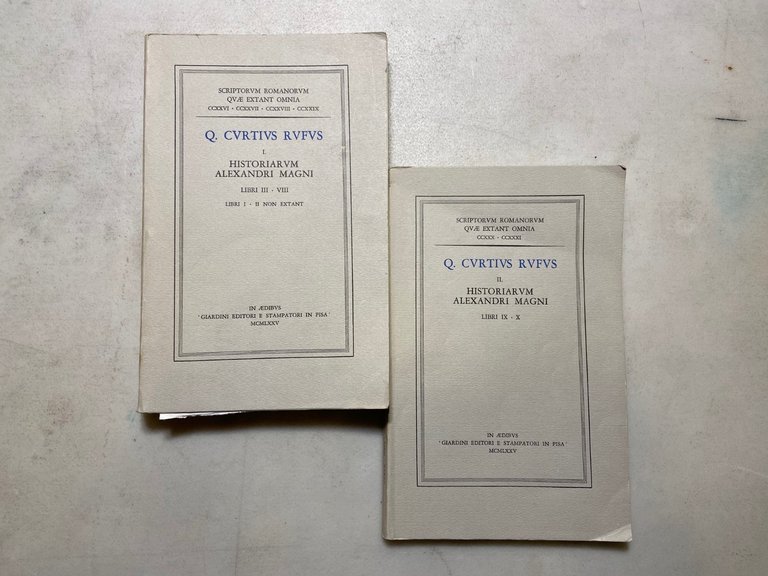 SCRIPTORVM ROMANORVM
QVÆ EXTANT OMNIA
CCXXVI · CCXXVII · CCXXVIII · CCXXIX
Q. CVRTIVS RVFVS
I.
HISTORIARVM
ALEXANDRI MAGNI
LIBRI III · VIII
LIBRI I · II NON EXTANT
IN ÆDIBVS
'GIARDINI EDITORI E STAMPATORI IN PISA'
MCMLXXV
SCRIPTORVM ROMANORVM
QVÆ EXTANT OMNIA
CCXXX · CCXXXI
Q. CVRTIVS RVFVS
II.
HISTORIARVM
ALEXANDRI MAGNI
LIBRI IX · X
IN ÆDIBVS
'GIARDINI EDITORI E STAMPATORI IN PISA'
MCMLXXV